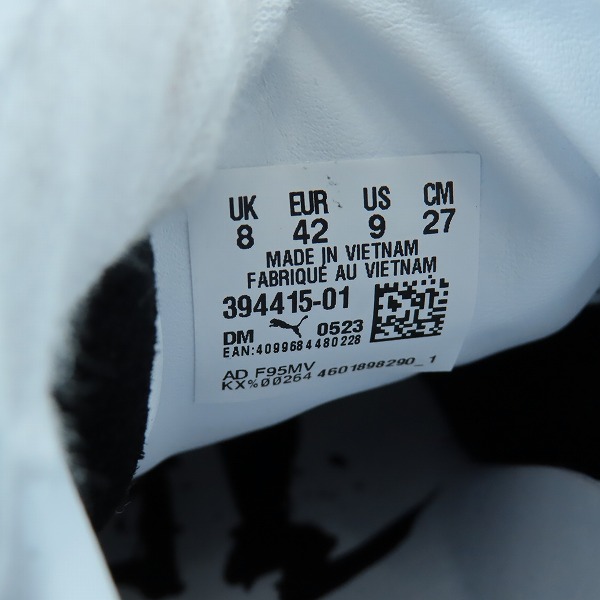 UK EUR US CM
8 42 9 27
MADE IN VIETNAM
FABRIQUÉ AU VIETNAM
394415-01
DM 0523
EAN:4099684480228
AD F95MV
KX%00264 4601898290_1